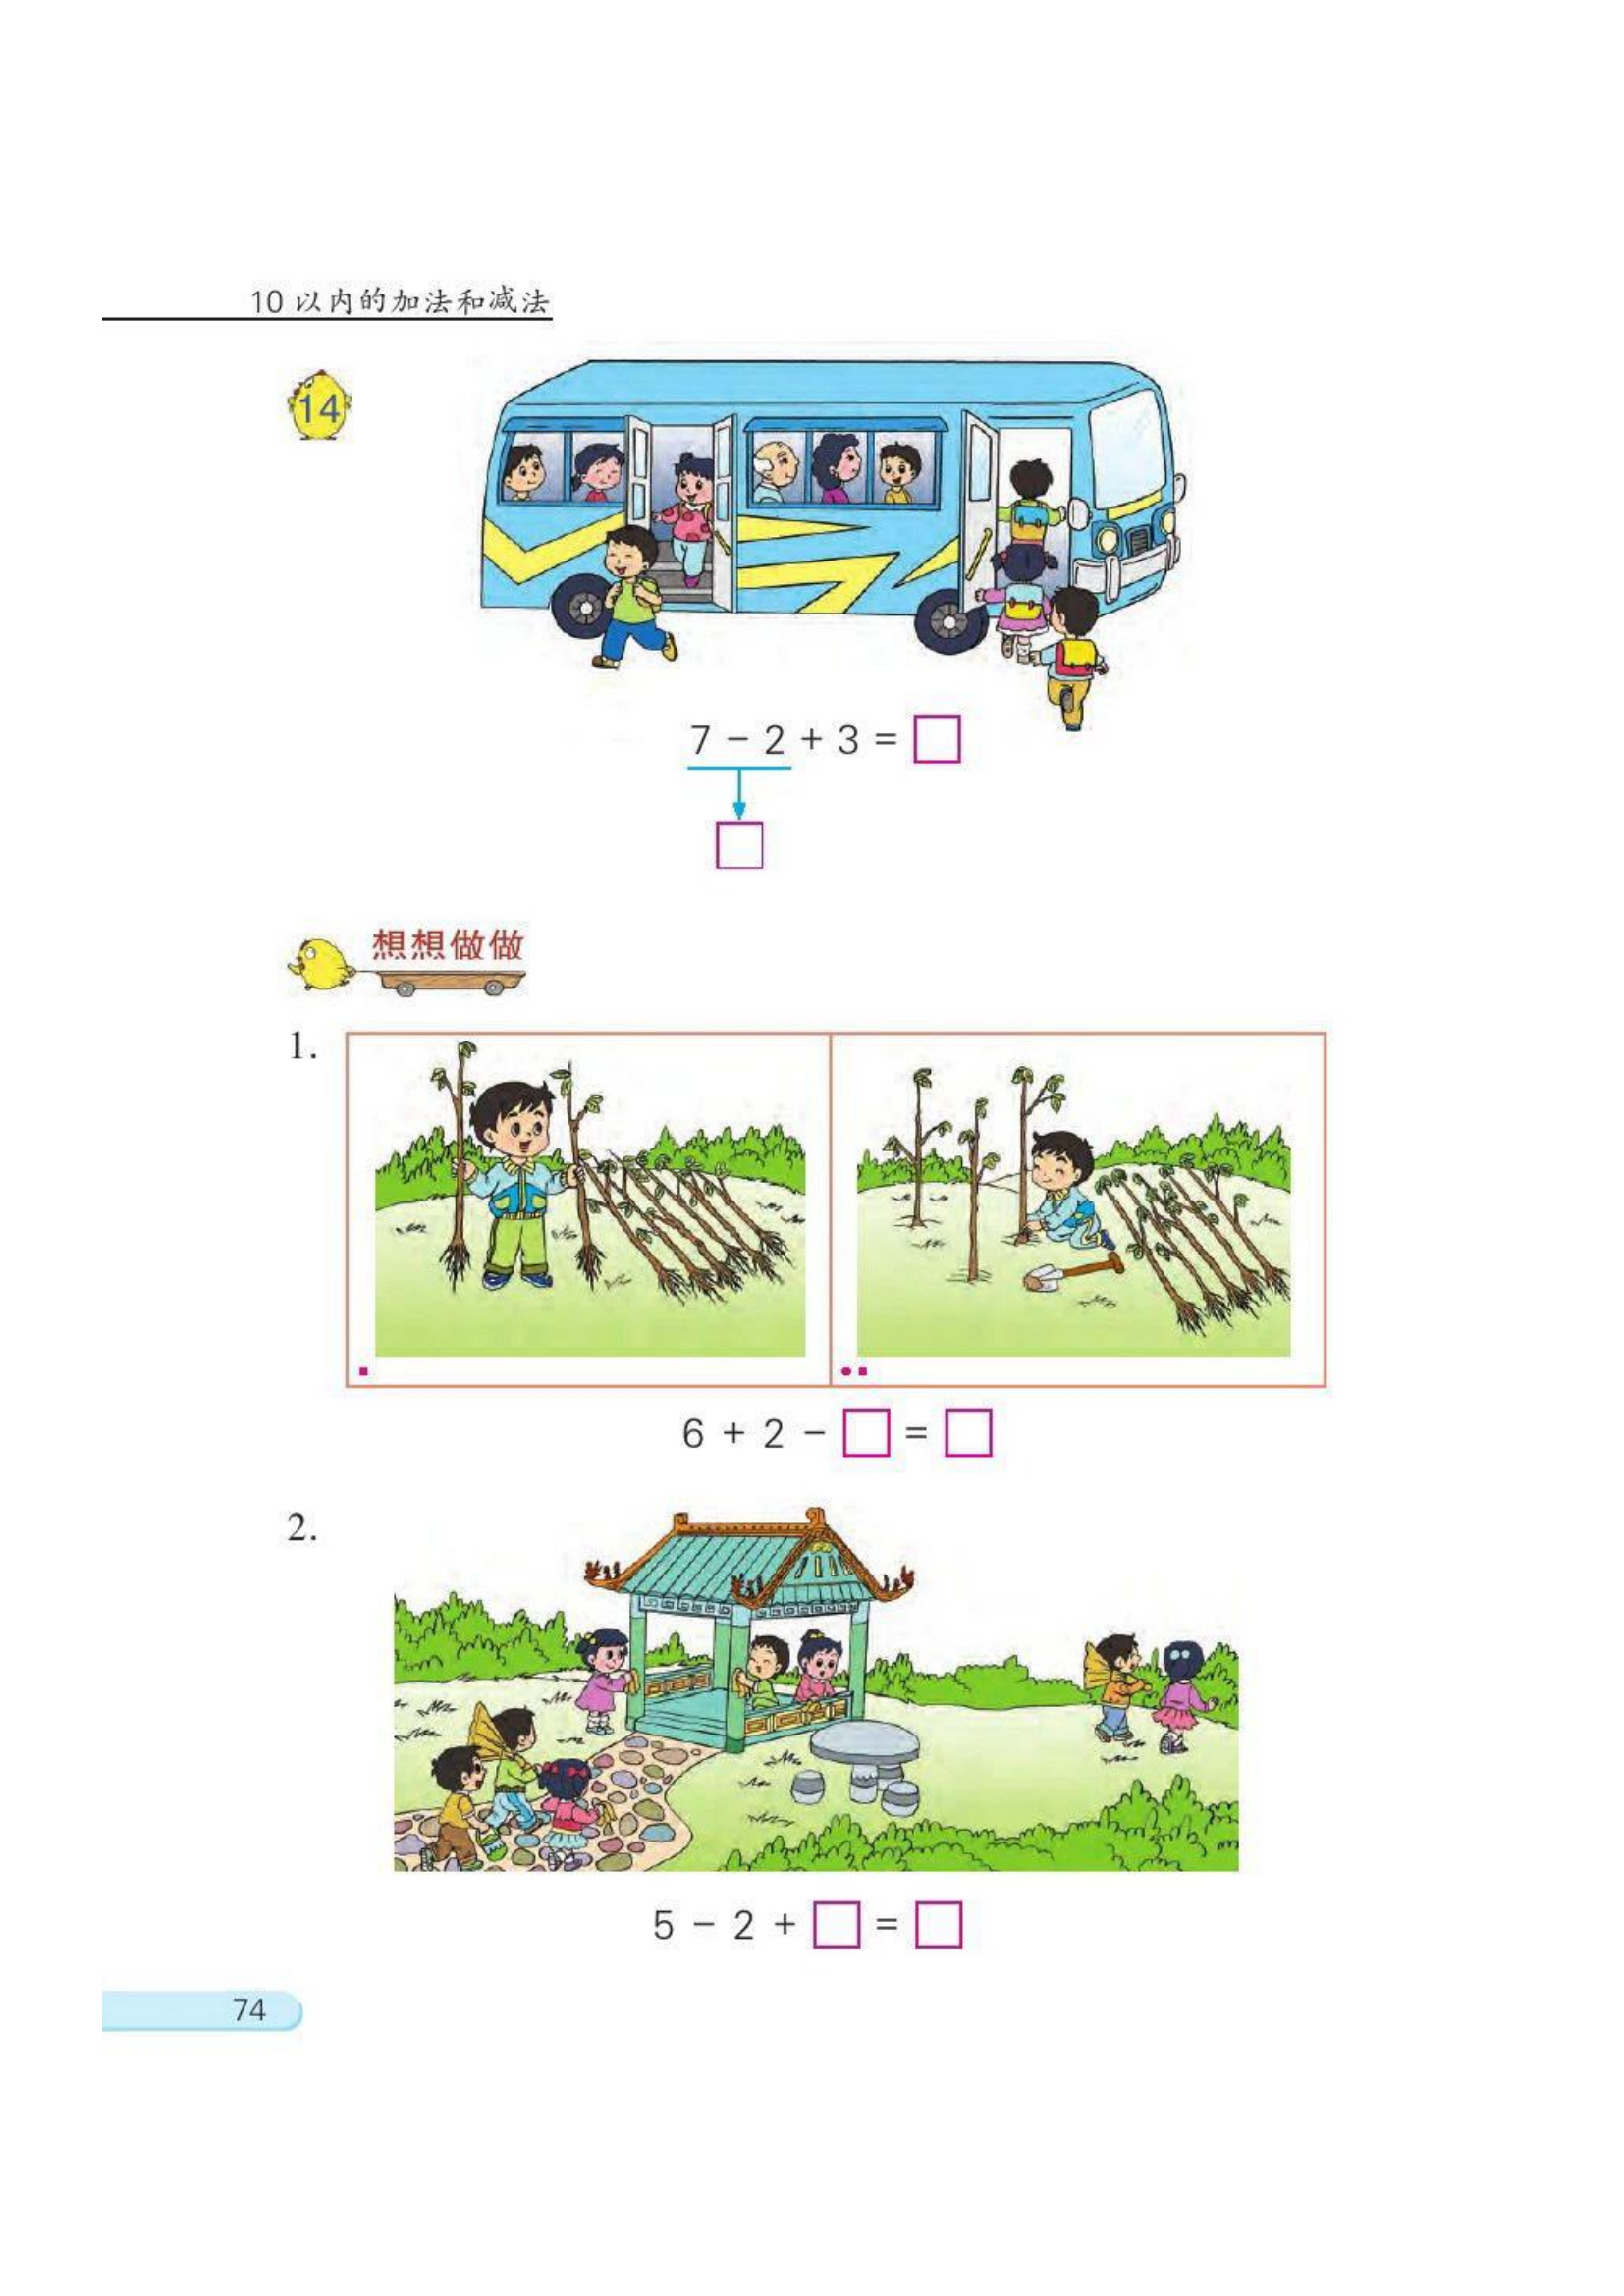 10 以内的加法和减法
14
7 − 2 + 3 = □
□
想想做做
1.
6 + 2 − □ = □
2.
5 − 2 + □ = □
74